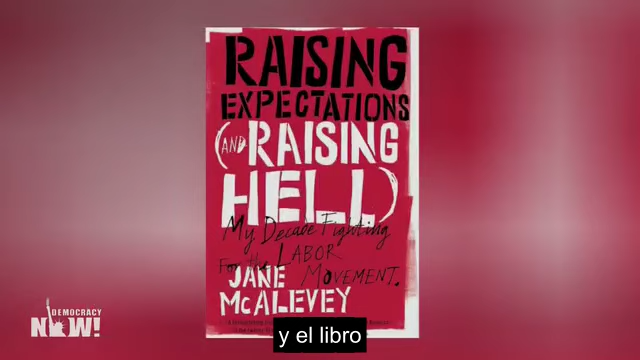 RAISING
EXPECTATIONS
(AND RAISING
HELL)
My Decade Fighting
For the LABOR
MOVEMENT.
JANE
McALEVEY
DEMOCRACY
NOW!
y el libro